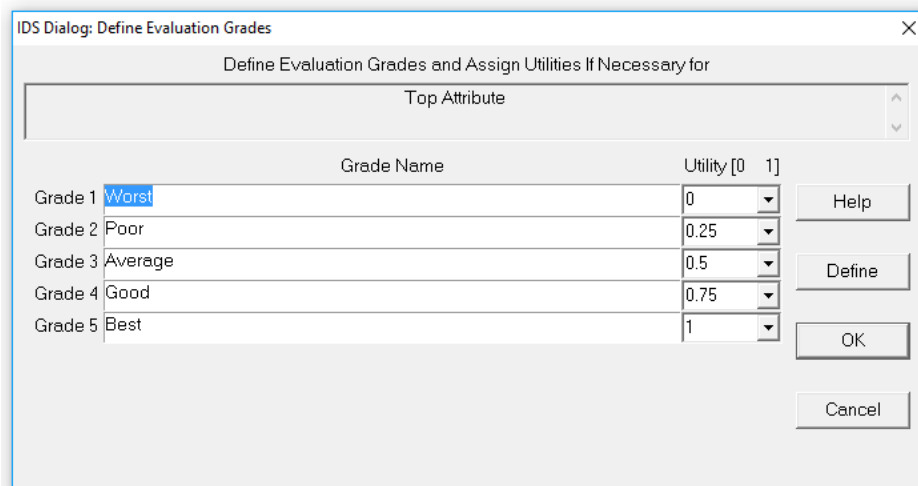 IDS Dialog: Define Evaluation Grades
Define Evaluation Grades and Assign Utilities If Necessary for
Top Attribute
Grade Name Utility [0 1]
Grade 1 Worst 0 Help
Grade 2 Poor 0.25
Grade 3 Average 0.5 Define
Grade 4 Good 0.75
Grade 5 Best 1 OK
Cancel